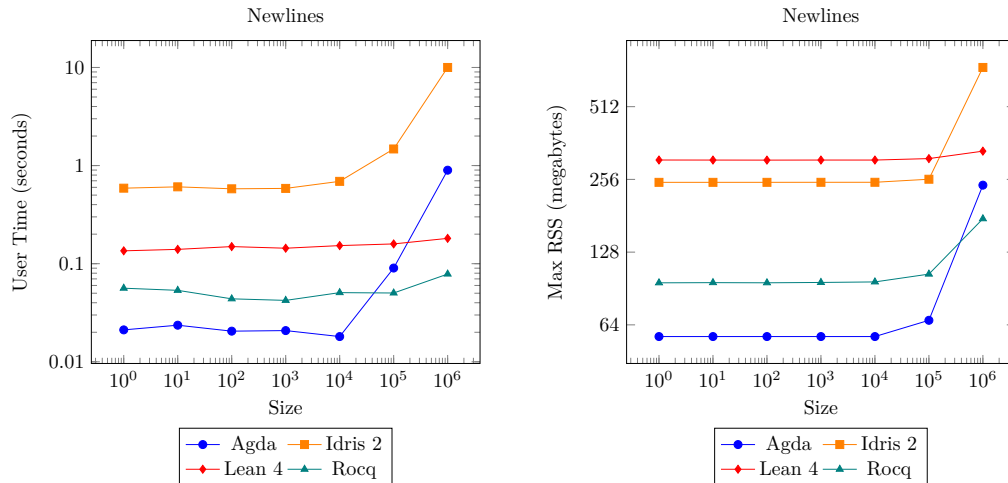 Newlines
User Time (seconds)
10
1
0.1
0.01
10^0 10^1 10^2 10^3 10^4 10^5 10^6
Size
Agda Idris 2
Lean 4 Rocq
Newlines
Max RSS (megabytes)
512
256
128
64
10^0 10^1 10^2 10^3 10^4 10^5 10^6
Size
Agda Idris 2
Lean 4 Rocq